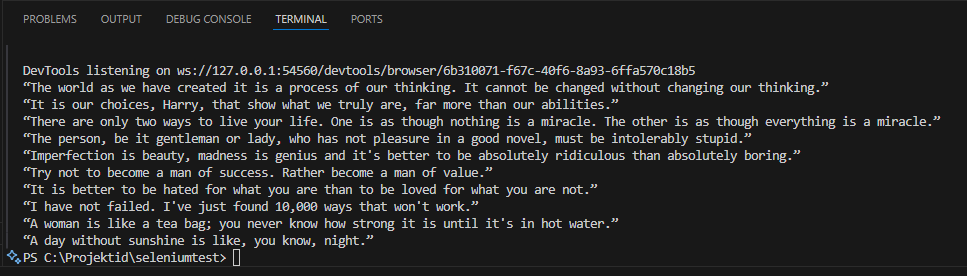 PROBLEMS OUTPUT DEBUG CONSOLE TERMINAL PORTS
DevTools listening on ws://127.0.0.1:54560/devtools/browser/6b310071-f67c-40f6-8a93-6ffa570c18b5
“The world as we have created it is a process of our thinking. It cannot be changed without changing our thinking.”
“It is our choices, Harry, that show what we truly are, far more than our abilities.”
“There are only two ways to live your life. One is as though nothing is a miracle. The other is as though everything is a miracle.”
“The person, be it gentleman or lady, who has not pleasure in a good novel, must be intolerably stupid.”
“Imperfection is beauty, madness is genius and it's better to be absolutely ridiculous than absolutely boring.”
“Try not to become a man of success. Rather become a man of value.”
“It is better to be hated for what you are than to be loved for what you are not.”
“I have not failed. I've just found 10,000 ways that won't work.”
“A woman is like a tea bag; you never know how strong it is until it's in hot water.”
“A day without sunshine is like, you know, night.”
PS C:\Projektid\seleniumtest>